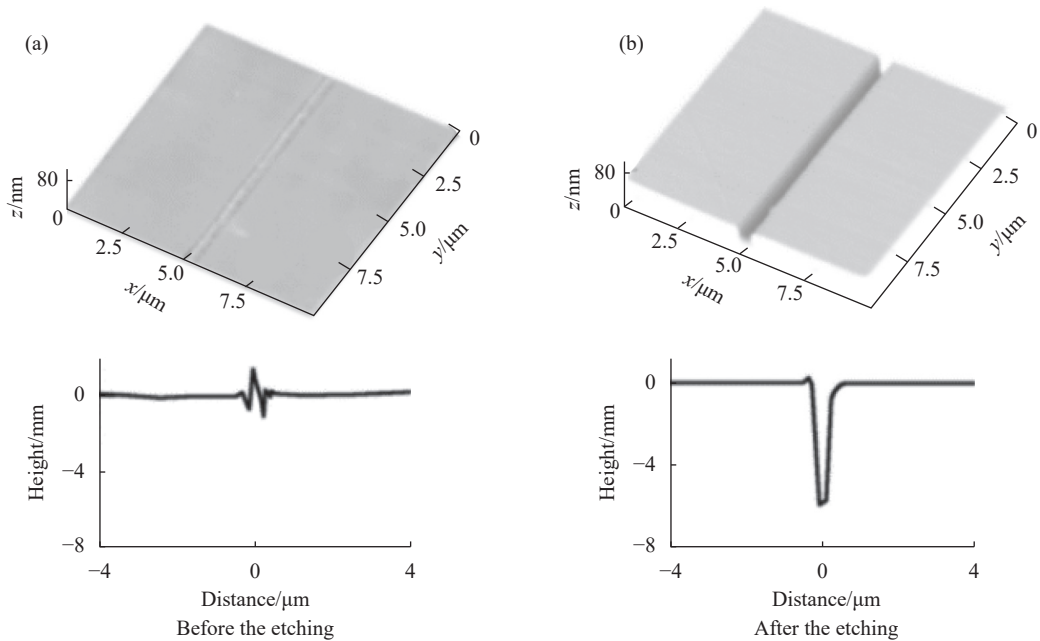 (a)
80
z/nm
0
2.5
5.0
7.5
x/μm
0
2.5
5.0
7.5
y/μm
(b)
80
z/nm
0
2.5
5.0
7.5
x/μm
0
2.5
5.0
7.5
y/μm
0
−4
−8
Height/mm
−4 0 4
Distance/μm
Before the etching
0
−4
−8
Height/mm
−4 0 4
Distance/μm
After the etching